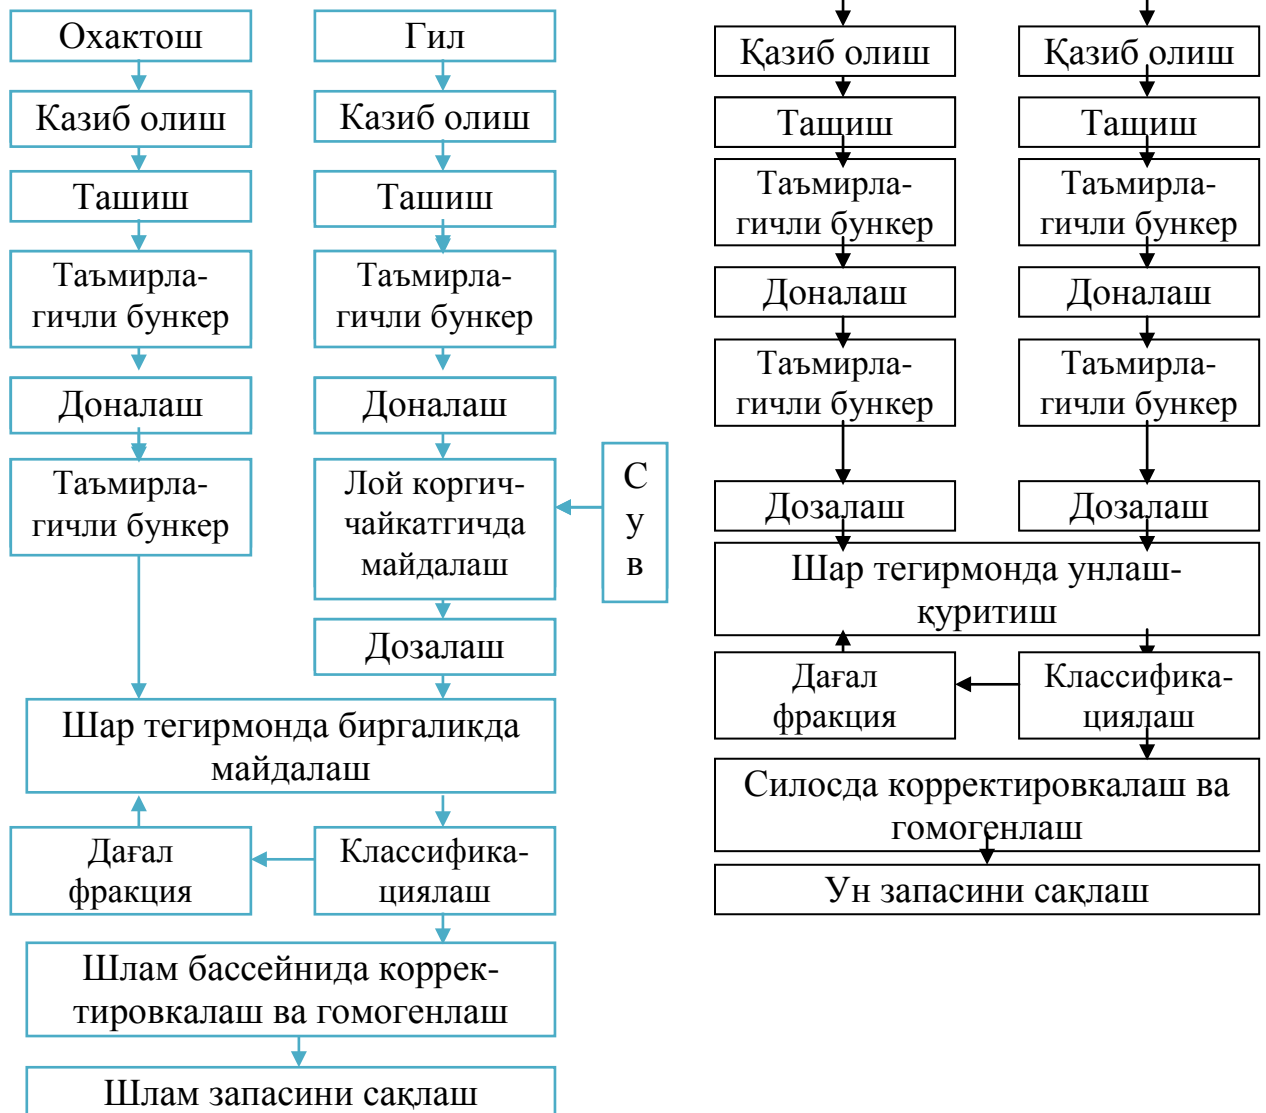 Охактош
Гил
Казиб олиш
Казиб олиш
Ташиш
Ташиш
Таъмирла-
гичли бункер
Таъмирла-
гичли бункер
Доналаш
Доналаш
Таъмирла-
гичли бункер
Лой коргич-
чайкатгичда
майдалаш
С
у
в
Дозалаш
Шар тегирмонда биргаликда
майдалаш
Дағал
фракция
Классифика-
циялаш
Шлам бассейнида коррек-
тировкалаш ва гомогенлаш
Шлам запасини сақлаш
Қазиб олиш
Қазиб олиш
Ташиш
Ташиш
Таъмирла-
гичли бункер
Таъмирла-
гичли бункер
Доналаш
Доналаш
Таъмирла-
гичли бункер
Таъмирла-
гичли бункер
Дозалаш
Дозалаш
Шар тегирмонда унлаш-
қуритиш
Дағал
фракция
Классифика-
циялаш
Силосда корректировкалаш ва
гомогенлаш
Ун запасини сақлаш